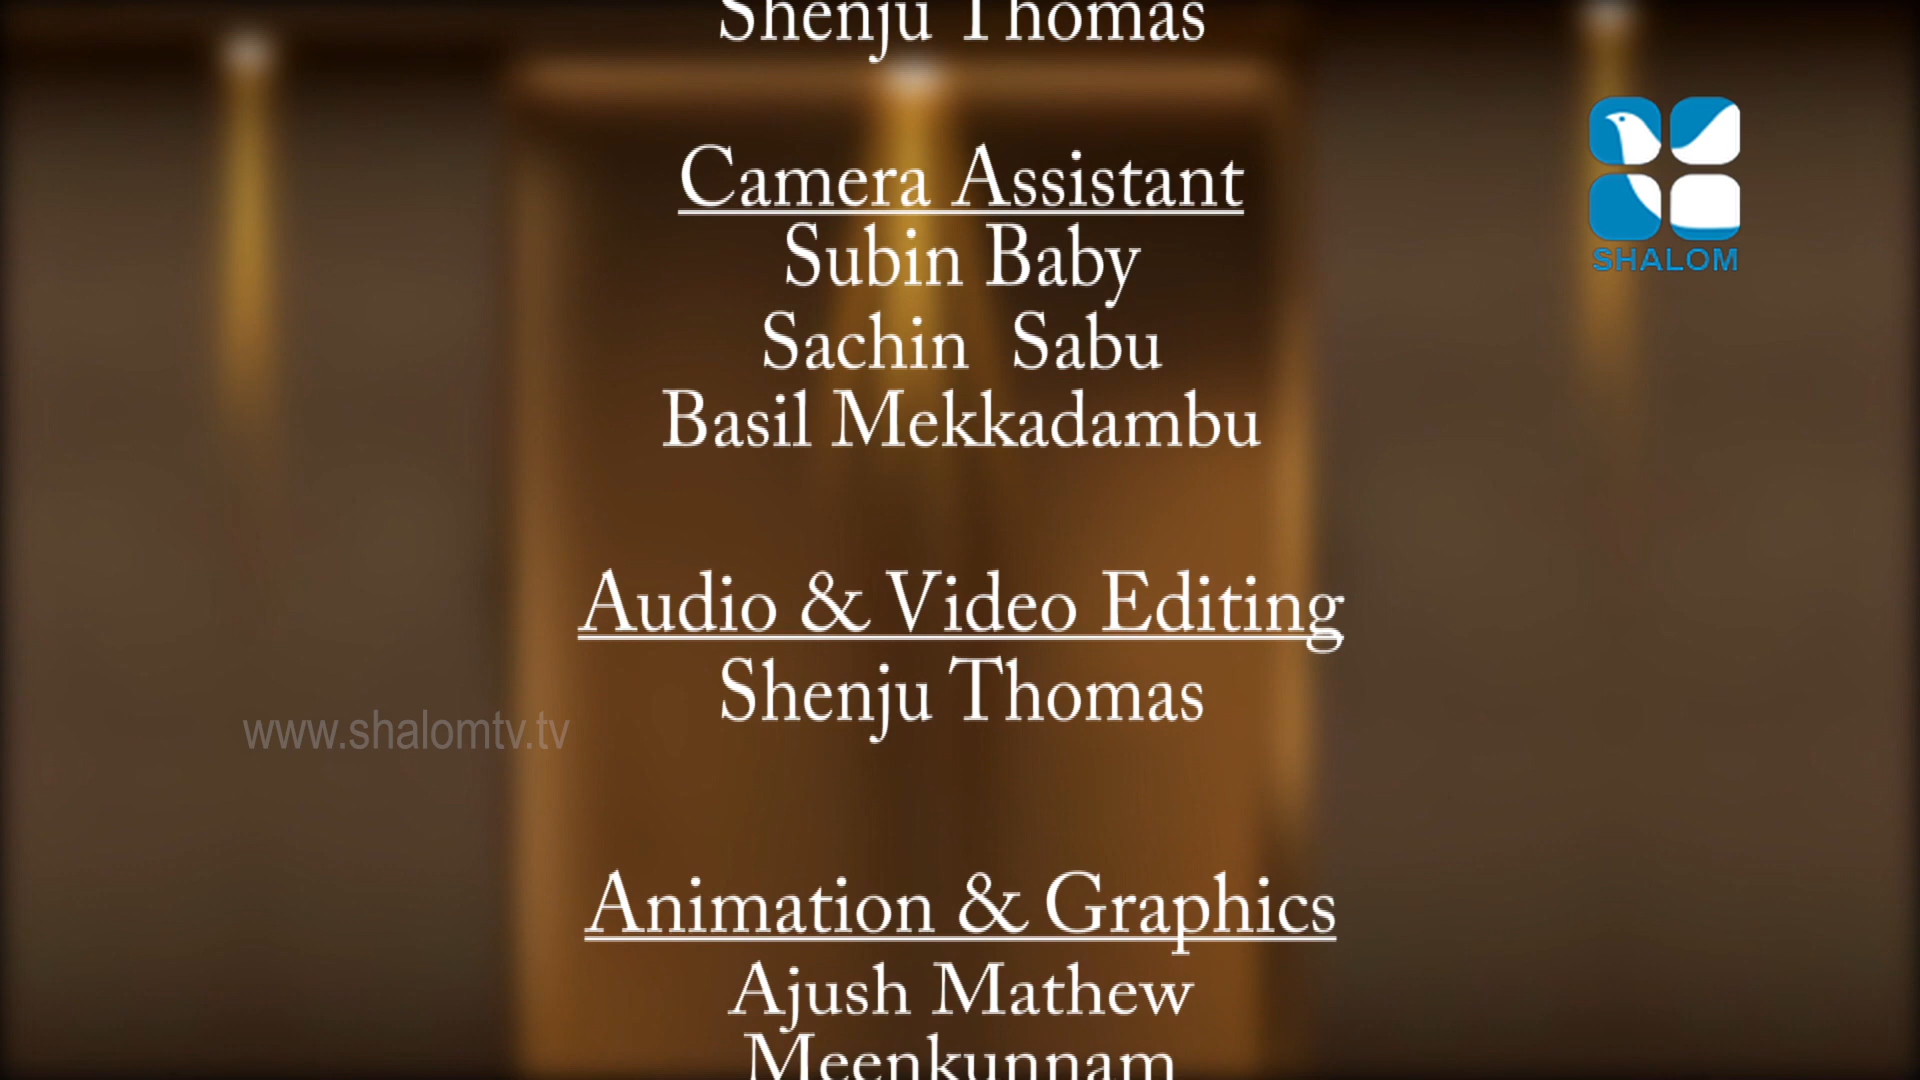 Shenju Thomas
Camera Assistant
SHALOM
Subin Baby
Sachin Sabu
Basil Mekkadambu
Audio & Video Editing
Shenju Thomas
www.shalomtv.tv
Animation & Graphics
Ajush Mathew
Meenkunnam